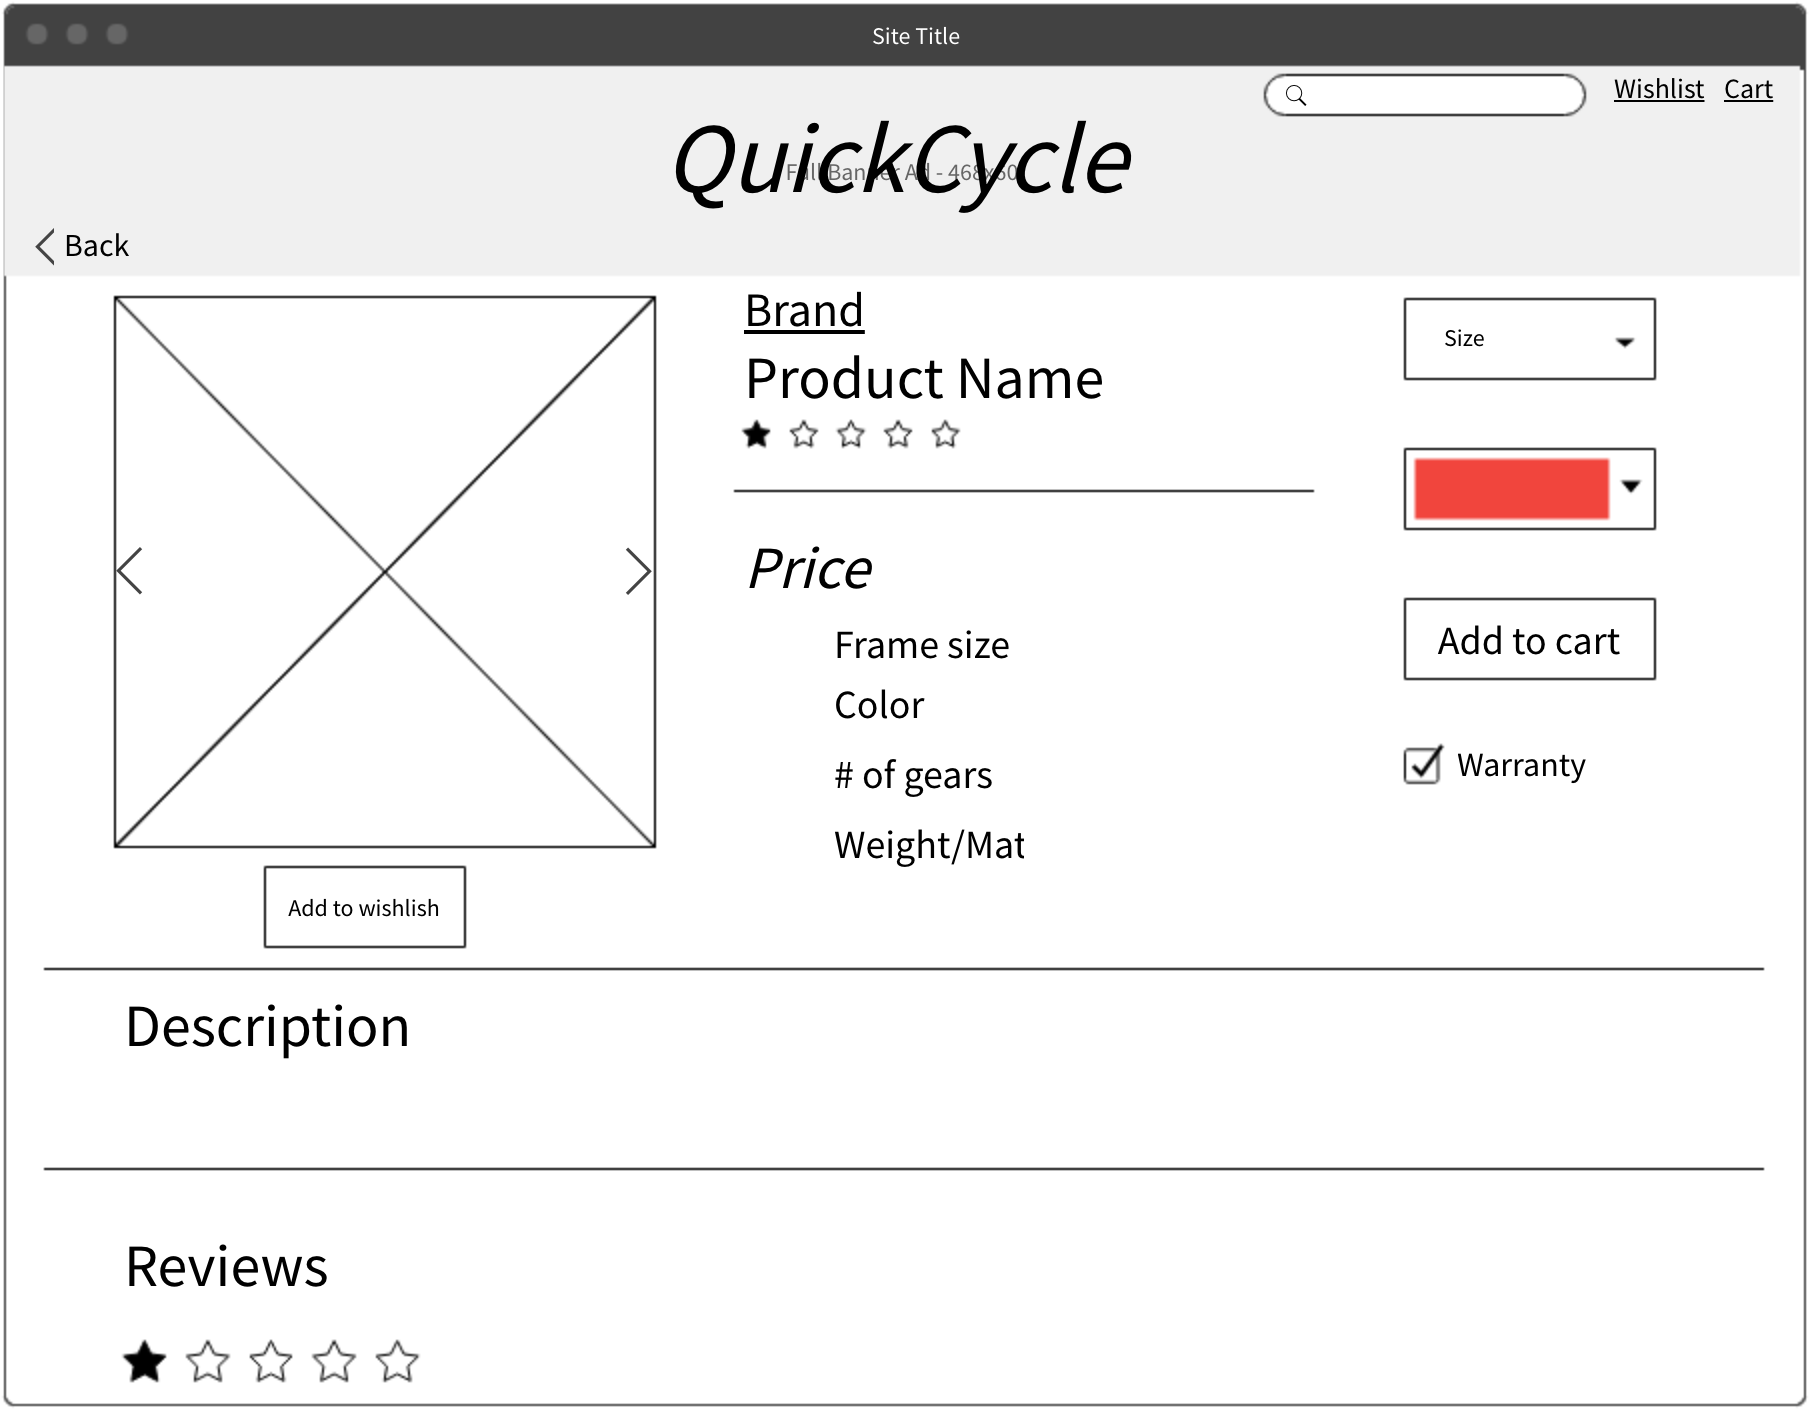 Site Title
Wishlist Cart
QuickCycle
Full Banner Ad - 468x60
Back
Brand
Size
Product Name
Price
Frame size
Add to cart
Color
# of gears
Warranty
Weight/Mat
Add to wishlish
Description
Reviews